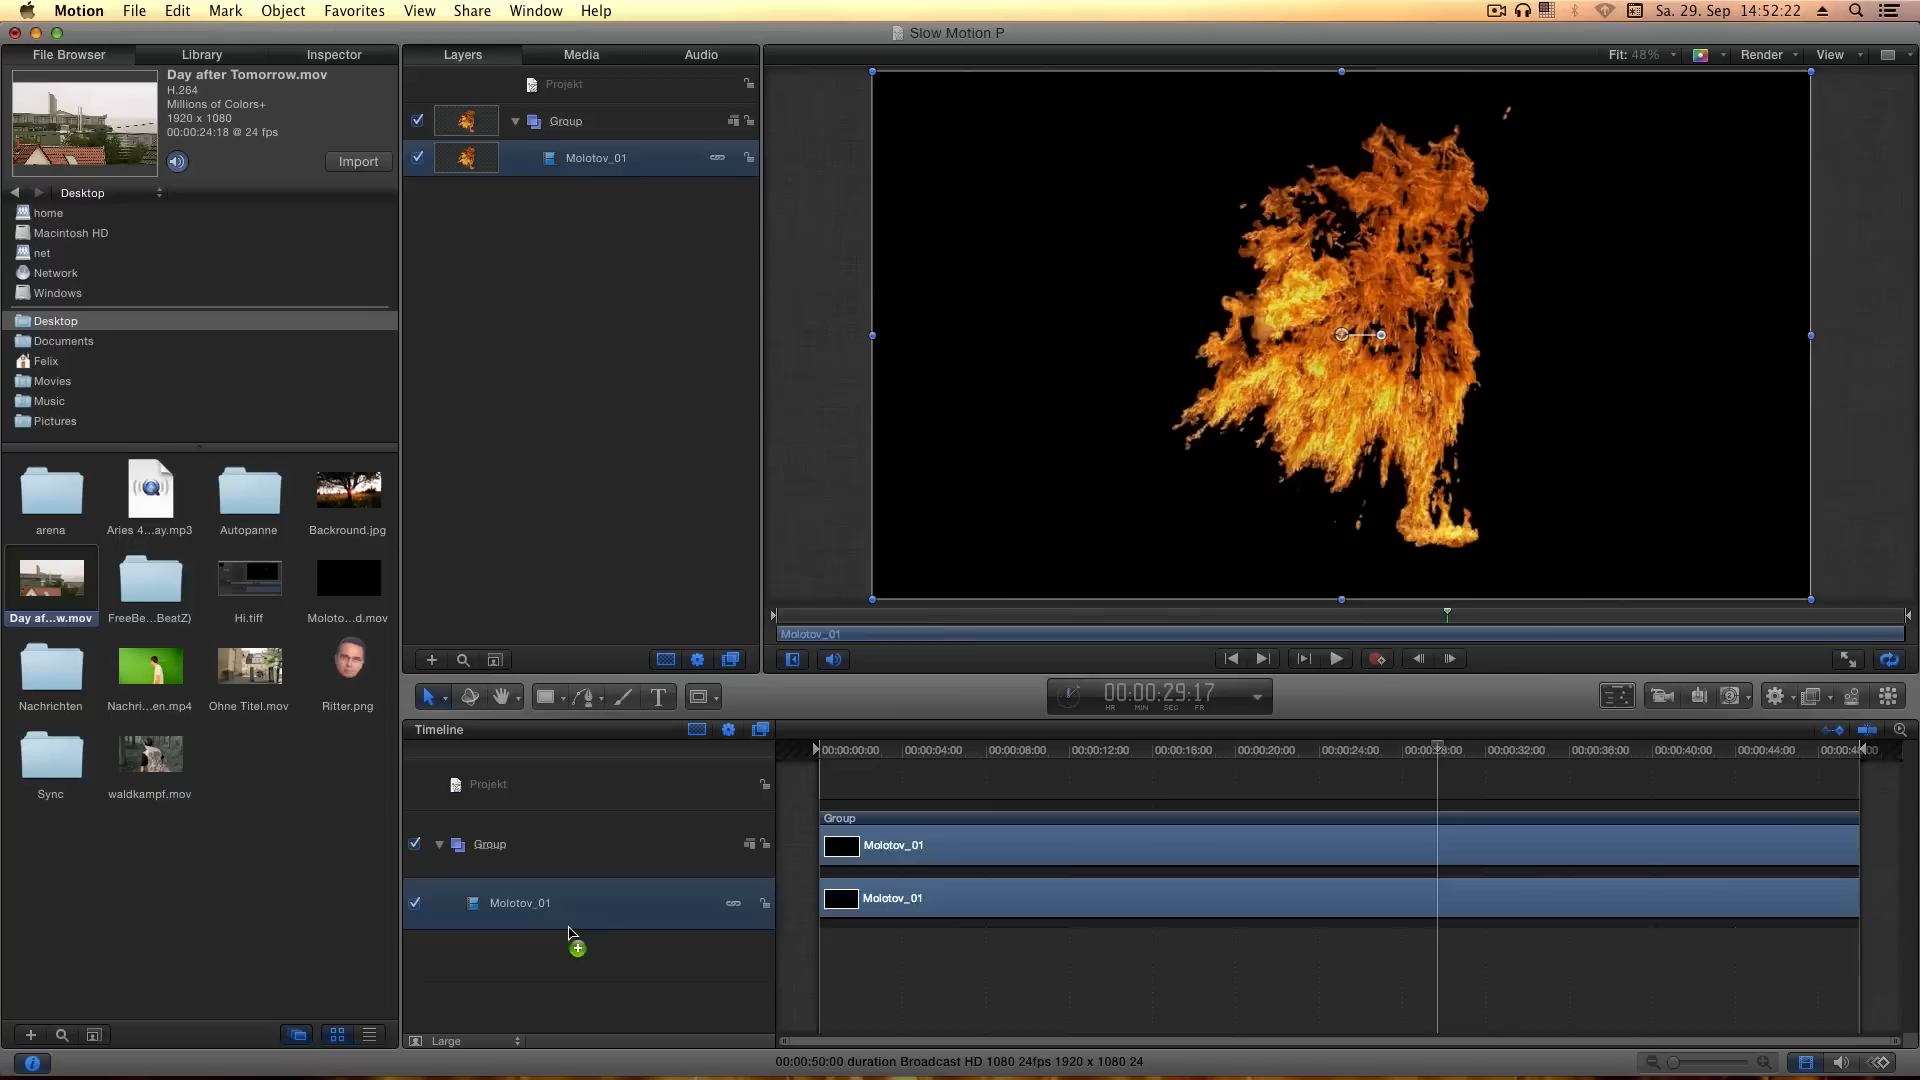 Motion File Edit Mark Object Favorites View Share Window Help Sa. 29. Sep 14:52:22
Slow Motion P
File Browser Library Inspector
Layers Media Audio
Fit: 48% Render View
Day after Tomorrow.mov
H.264
Millions of Colors+
1920 x 1080
00:00:24:18 @ 24 fps
Import
Desktop
home
Macintosh HD
net
Network
Windows
Desktop
Documents
Felix
Movies
Music
Pictures
arena Aries 4...ay.mp3 Autopanne Backround.jpg
Day af...w.mov FreeBe...BeatZ) Hi.tiff Moloto...d.mov
Nachrichten Nachri...en.mp4 Ohne Titel.mov Ritter.png
Sync waldkampf.mov
Projekt
Group
Molotov_01
Molotov_01
00:00:29:17
HR MIN SEC FR
Timeline
00:00:00:00 00:00:04:00 00:00:08:00 00:00:12:00 00:00:16:00 00:00:20:00 00:00:24:00 00:00:28:00 00:00:32:00 00:00:36:00 00:00:40:00 00:00:44:00
Projekt
Group
Group
Molotov_01
Molotov_01
Molotov_01
Large
00:00:50:00 duration Broadcast HD 1080 24fps 1920 x 1080 24